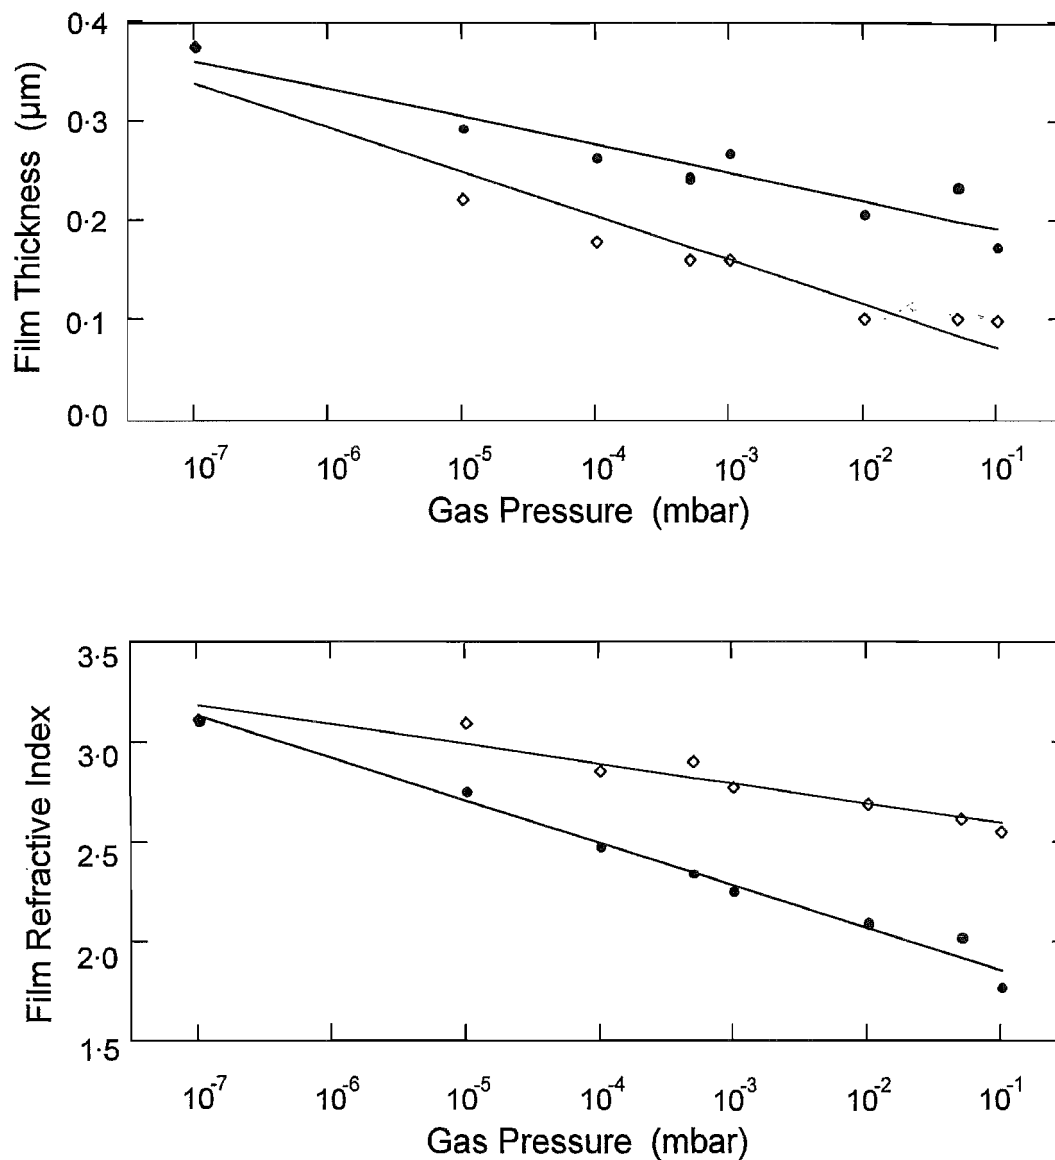 0·4
0·3
0·2
0·1
0·0
Film Thickness (µm)
10⁻⁷ 10⁻⁶ 10⁻⁵ 10⁻⁴ 10⁻³ 10⁻² 10⁻¹
Gas Pressure (mbar)
3·5
3·0
2·5
2·0
1·5
Film Refractive Index
10⁻⁷ 10⁻⁶ 10⁻⁵ 10⁻⁴ 10⁻³ 10⁻² 10⁻¹
Gas Pressure (mbar)